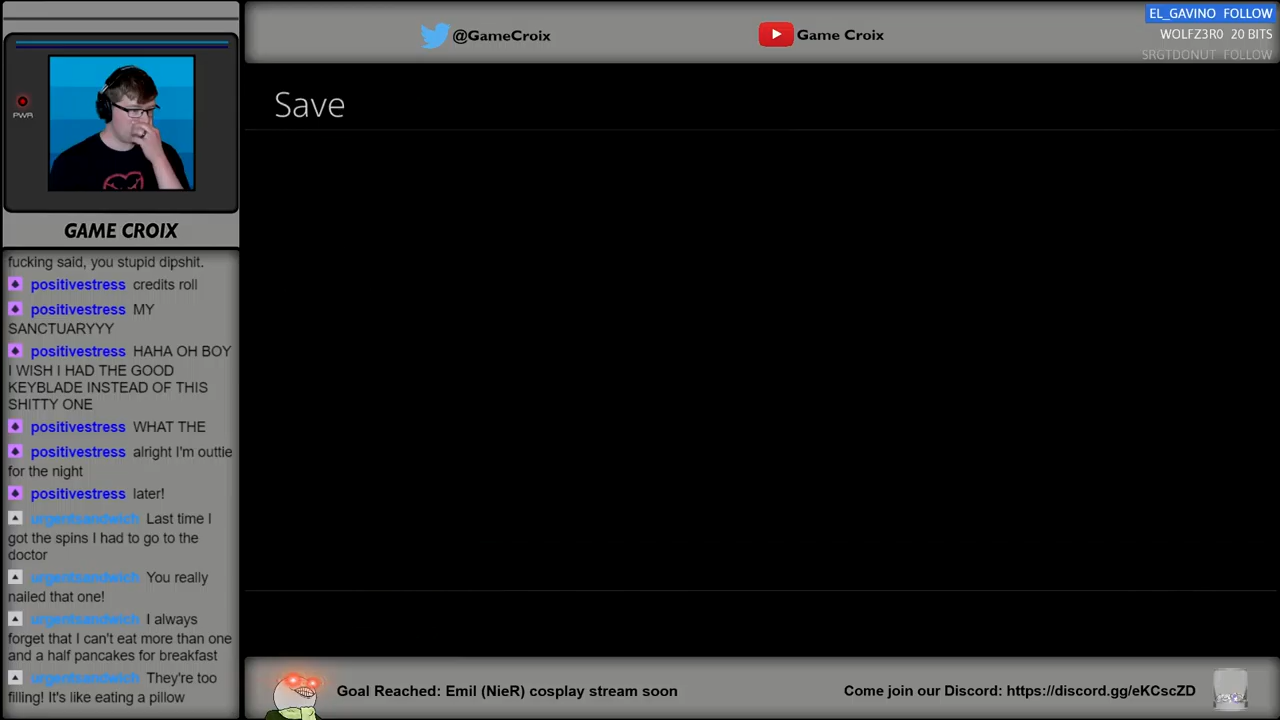 EL_GAVINO FOLLOW
@GameCroix
Game Croix
WOLFZ3R0 20 BITS
SRGTDONUT FOLLOW
PWR
Save
GAME CROIX
fucking said, you stupid dipshit.
positivestress credits roll
positivestress MY
SANCTUARYYY
positivestress HAHA OH BOY
I WISH I HAD THE GOOD
KEYBLADE INSTEAD OF THIS
SHITTY ONE
positivestress WHAT THE
positivestress alright I'm outtie
for the night
positivestress later!
urgentsandwich Last time I
got the spins I had to go to the
doctor
urgentsandwich You really
nailed that one!
urgentsandwich I always
forget that I can't eat more than one
and a half pancakes for breakfast
urgentsandwich They're too
filling! It's like eating a pillow
Goal Reached: Emil (NieR) cosplay stream soon
Come join our Discord: https://discord.gg/eKCscZD